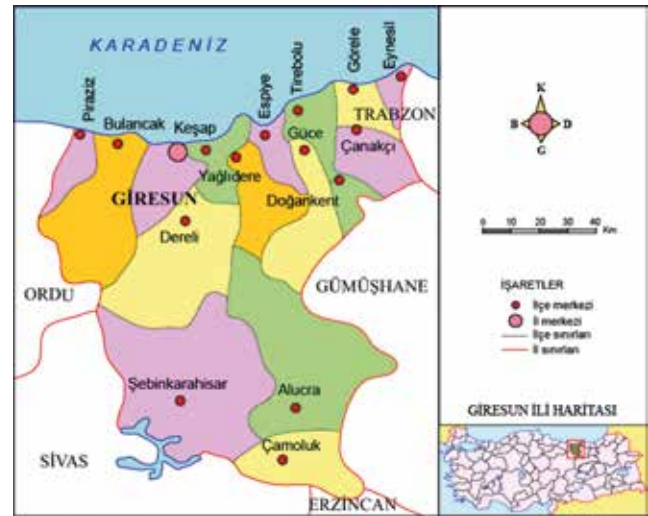 KARADENİZ
Piraziz
Bulancak
Keşap
Espiye
Tirebolu
Görele
Eynesil
TRABZON
Güce
Çanakçı
Yağlıdere
GİRESUN
Doğankent
Dereli
ORDU
GÜMÜŞHANE
Şebinkarahisar
Alucra
SİVAS
Çamoluk
ERZİNCAN
K
B
D
G
0 10 20 30 40
Km
İŞARETLER
İlçe merkezi
İl merkezi
İlçe sınırları
İl sınırları
GİRESUN İLİ HARİTASI